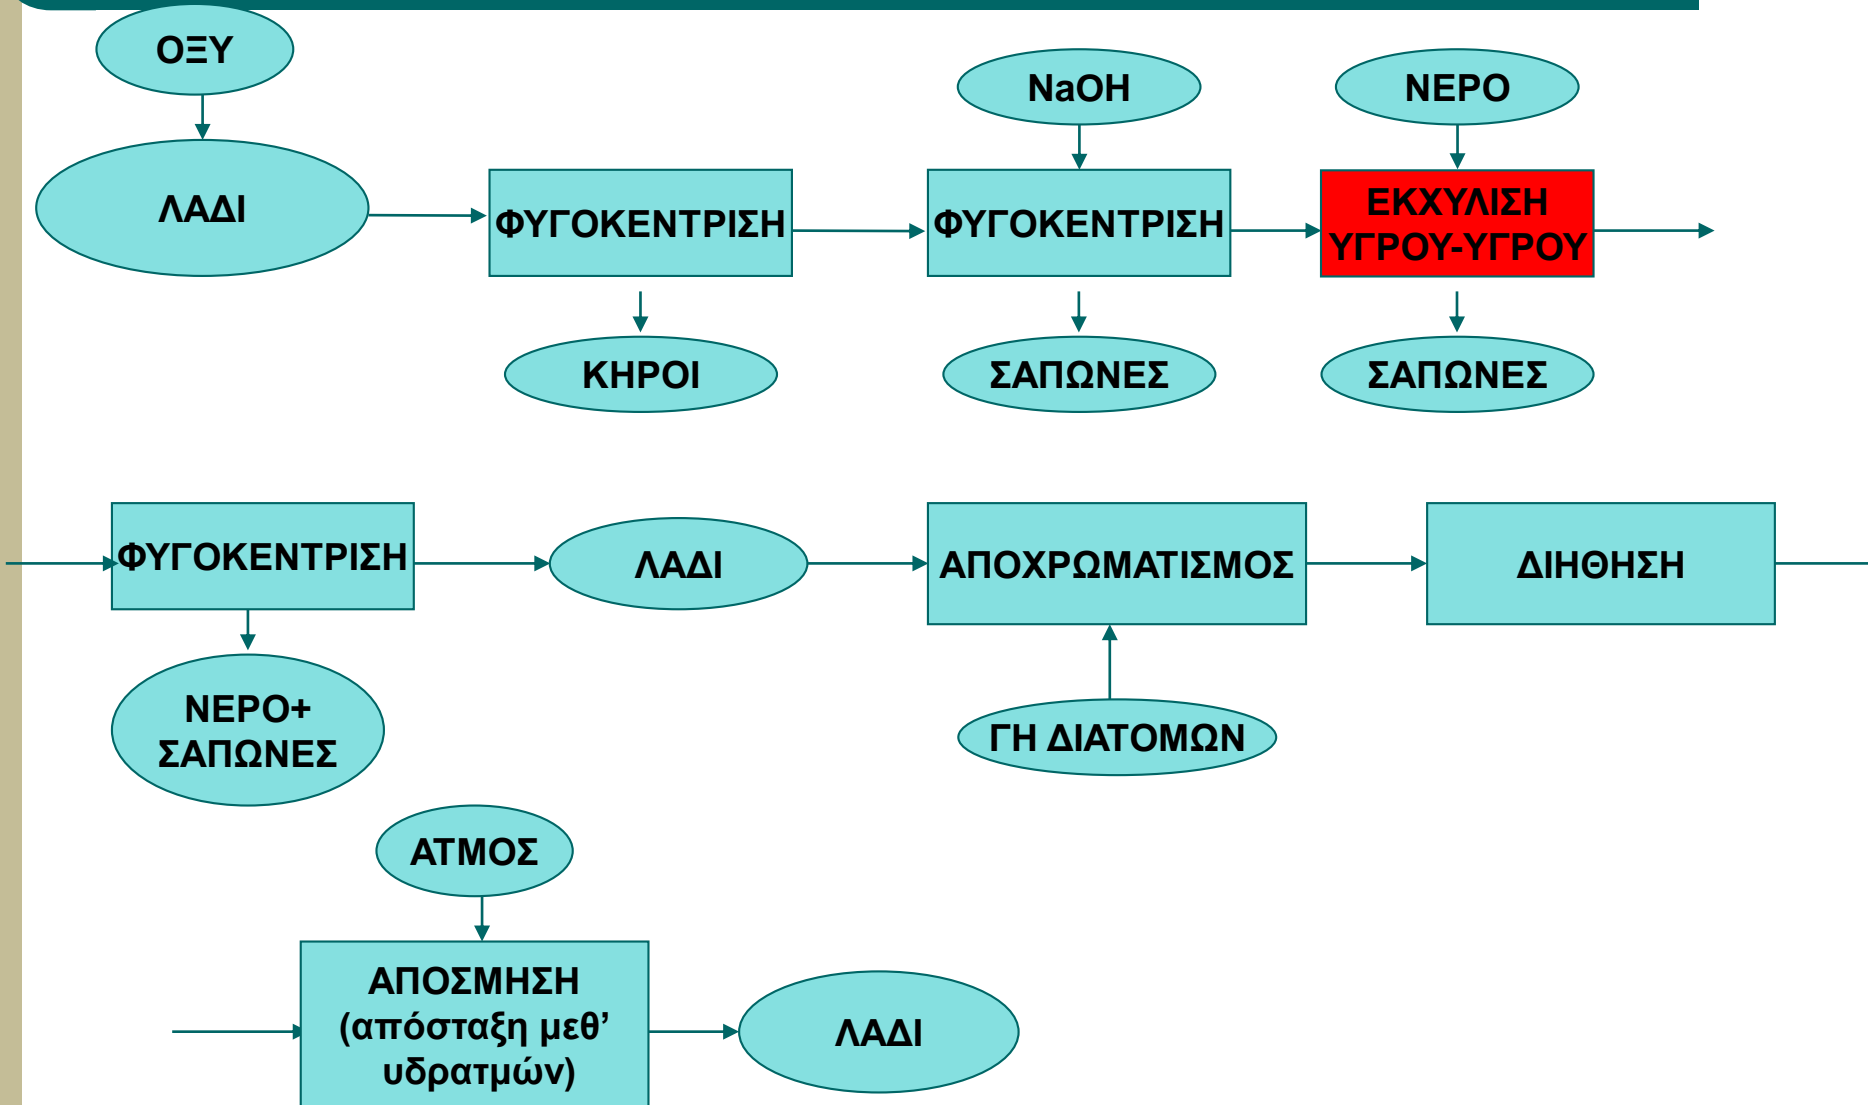 ΟΞΥ
NaOH
ΝΕΡΟ
ΛΑΔΙ
ΦΥΓΟΚΕΝΤΡΙΣΗ
ΦΥΓΟΚΕΝΤΡΙΣΗ
ΕΚΧΥΛΙΣΗ
ΥΓΡΟΥ-ΥΓΡΟΥ
ΚΗΡΟΙ
ΣΑΠΩΝΕΣ
ΣΑΠΩΝΕΣ
ΦΥΓΟΚΕΝΤΡΙΣΗ
ΛΑΔΙ
ΑΠΟΧΡΩΜΑΤΙΣΜΟΣ
ΔΙΗΘΗΣΗ
ΝΕΡΟ+
ΣΑΠΩΝΕΣ
ΓΗ ΔΙΑΤΟΜΩΝ
ΑΤΜΟΣ
ΑΠΟΣΜΗΣΗ
(απόσταξη μεθ’
υδρατμών)
ΛΑΔΙ